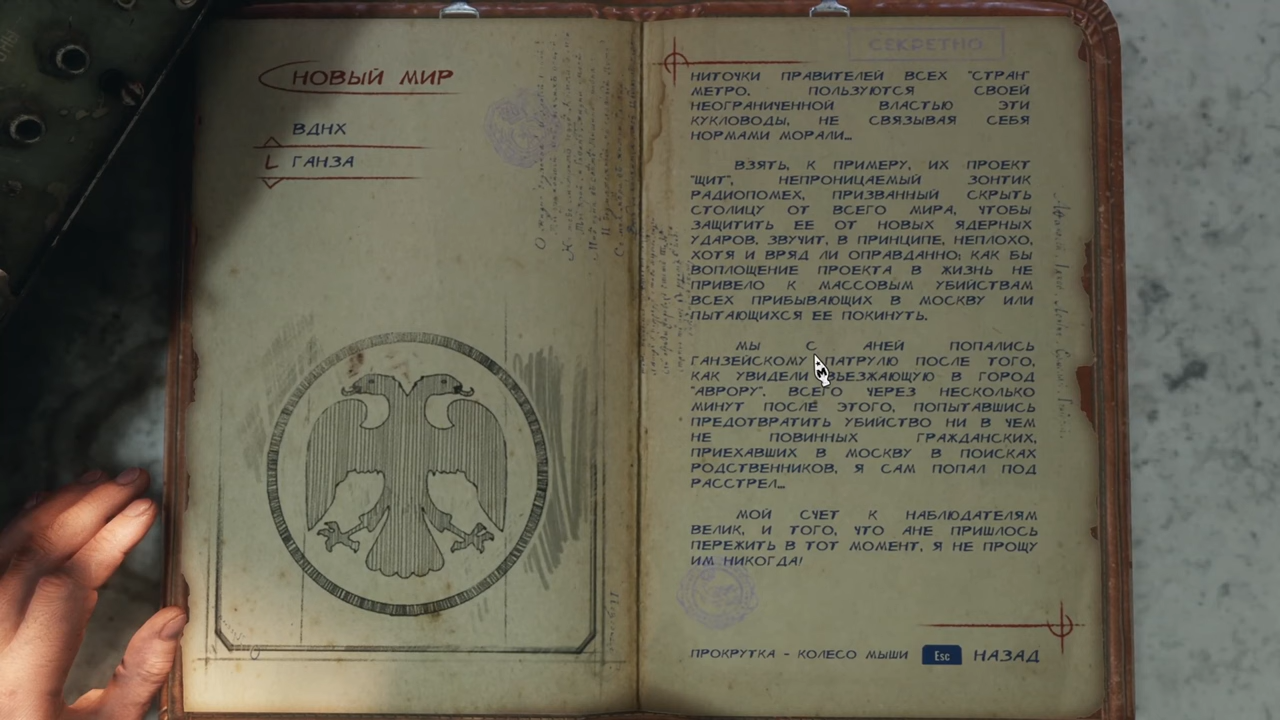 НОВЫЙ МИР
ВДНХ
ГАНЗА
СЕКРЕТНО
НИТОЧКИ ПРАВИТЕЛЕЙ ВСЕХ "СТРАН"
МЕТРО. ПОЛЬЗУЮТСЯ СВОЕЙ
НЕОГРАНИЧЕННОЙ ВЛАСТЬЮ ЭТИ
КУКЛОВОДЫ, НЕ СВЯЗЫВАЯ СЕБЯ
НОРМАМИ МОРАЛИ...
ВЗЯТЬ, К ПРИМЕРУ, ИХ ПРОЕКТ
"ЩИТ", НЕПРОНИЦАЕМЫЙ ЗОНТИК
РАДИОПОМЕХ, ПРИЗВАННЫЙ СКРЫТЬ
СТОЛИЦУ ОТ ВСЕГО МИРА, ЧТОБЫ
ЗАЩИТИТЬ ЕЕ ОТ НОВЫХ ЯДЕРНЫХ
УДАРОВ. ЗВУЧИТ, В ПРИНЦИПЕ, НЕПЛОХО,
ХОТЯ И ВРЯД ЛИ ОПРАВДАННО; КАК БЫ
ВОПЛОЩЕНИЕ ПРОЕКТА В ЖИЗНЬ НЕ
ПРИВЕЛО К МАССОВЫМ УБИЙСТВАМ
ВСЕХ ПРИБЫВАЮЩИХ В МОСКВУ ИЛИ
ПЫТАЮЩИХСЯ ЕЕ ПОКИНУТЬ.
МЫ С АНЕЙ ПОПАЛИСЬ
ГАНЗЕЙСКОМУ ПАТРУЛЮ ПОСЛЕ ТОГО,
КАК УВИДЕЛИ ВЪЕЗЖАЮЩУЮ В ГОРОД
"АВРОРУ". ВСЕГО ЧЕРЕЗ НЕСКОЛЬКО
МИНУТ ПОСЛЕ ЭТОГО, ПОПЫТАВШИСЬ
ПРЕДОТВРАТИТЬ УБИЙСТВО НИ В ЧЕМ
НЕ ПОВИННЫХ ГРАЖДАНСКИХ,
ПРИЕХАВШИХ В МОСКВУ В ПОИСКАХ
РОДСТВЕННИКОВ, Я САМ ПОПАЛ ПОД
РАССТРЕЛ...
МОЙ СЧЕТ К НАБЛЮДАТЕЛЯМ
ВЕЛИК, И ТОГО, ЧТО АНЕ ПРИШЛОСЬ
ПЕРЕЖИТЬ В ТОТ МОМЕНТ, Я НЕ ПРОЩУ
ИМ НИКОГДА!
ПРОКРУТКА - КОЛЕСО МЫШИ Esc НАЗАД